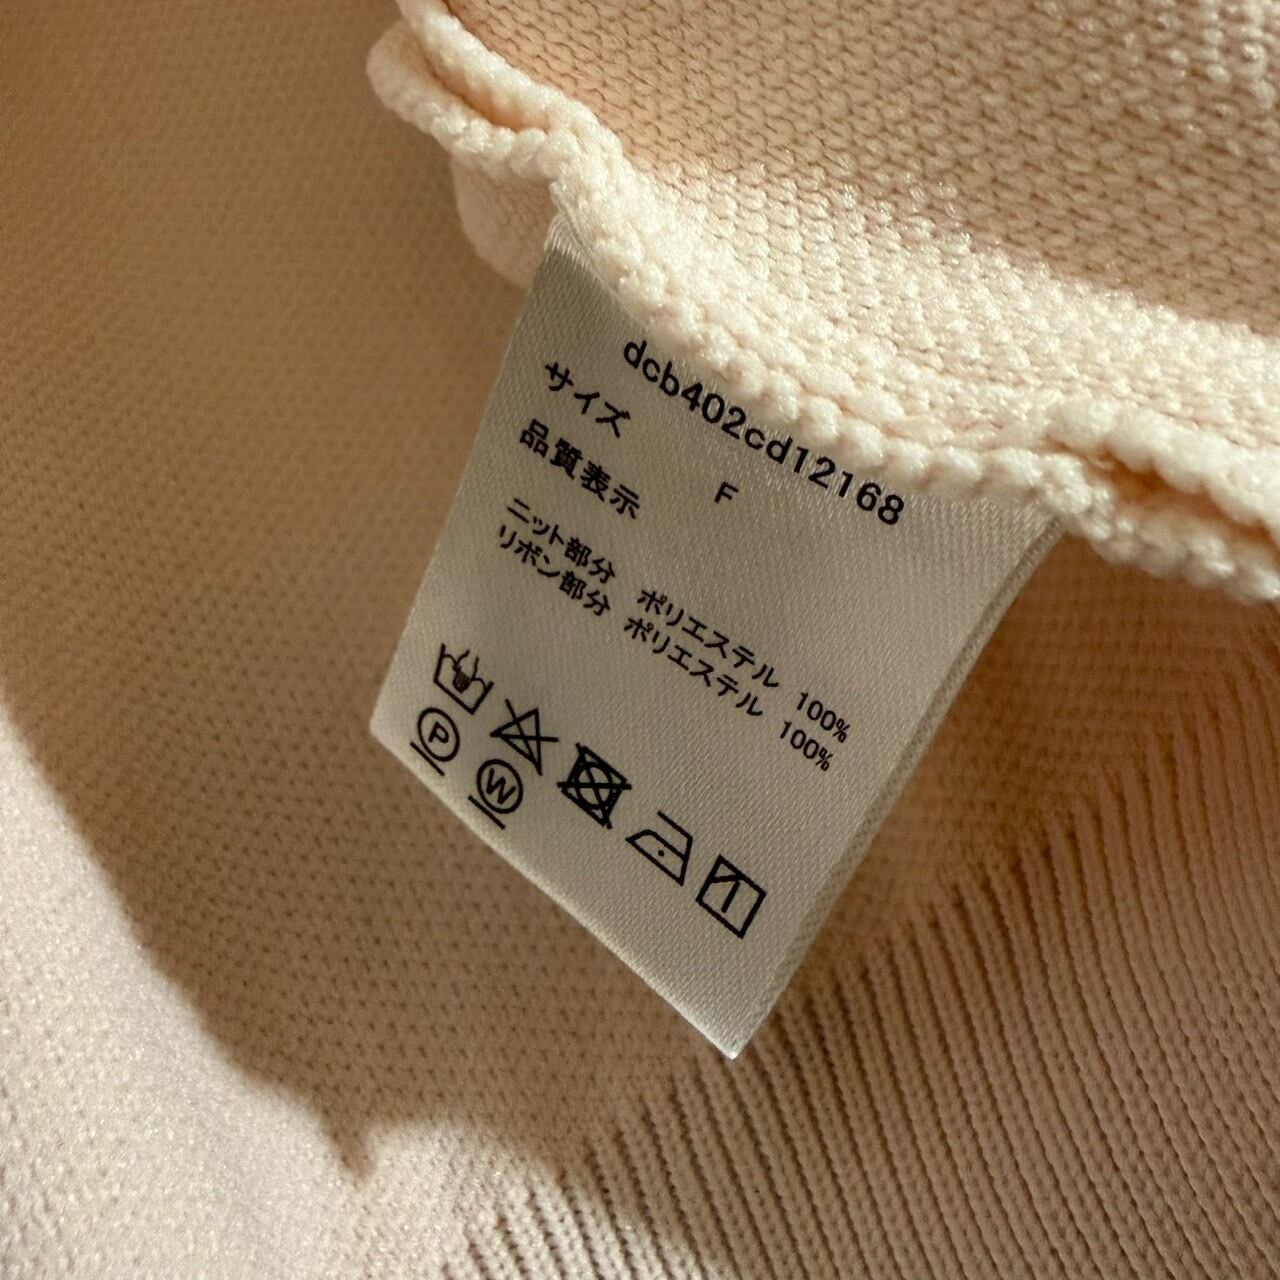 dcb402cd12168
サイズ F
品質表示
ニット部分 ポリエステル 100%
リボン部分 ポリエステル 100%
P W